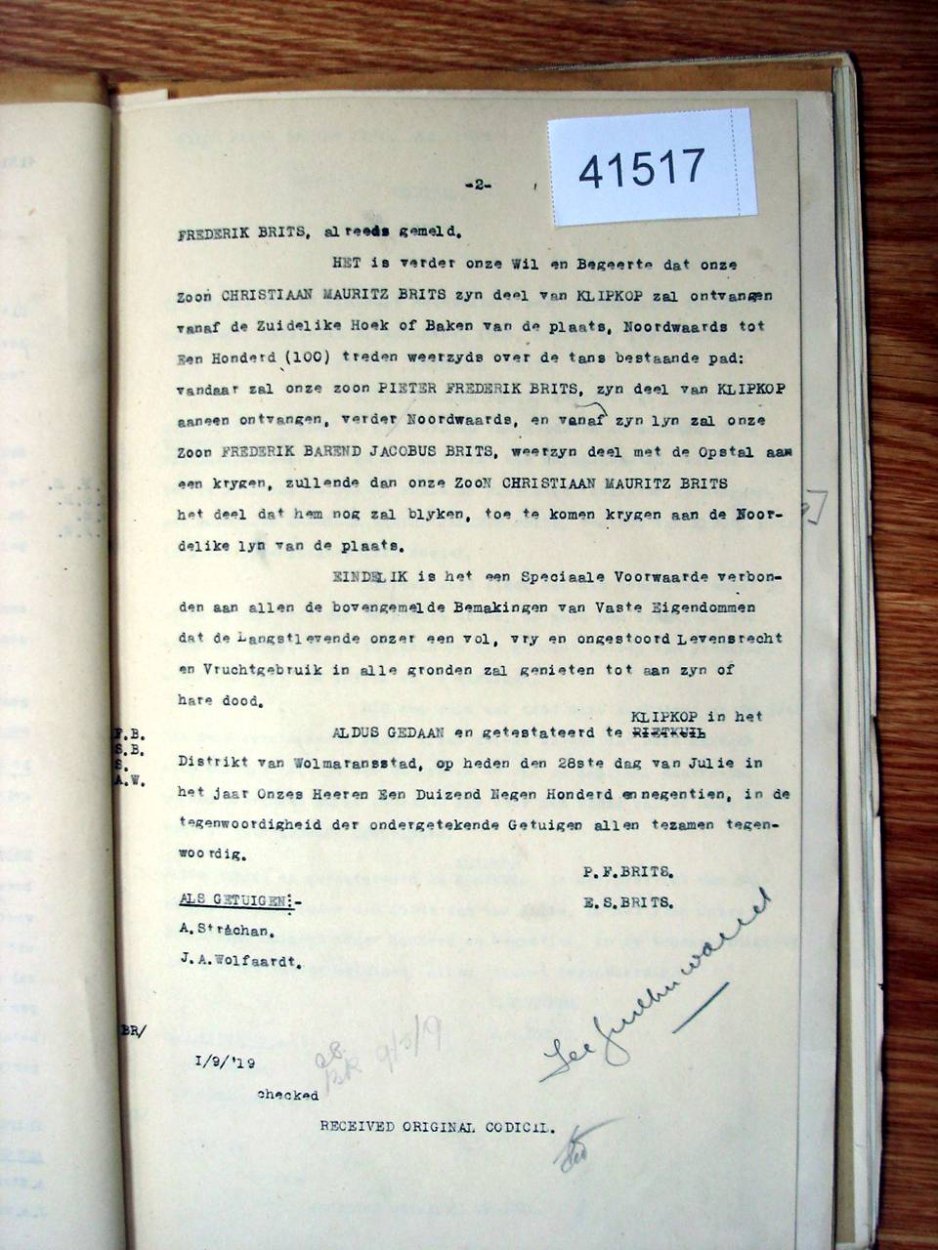 41517
-2-
FREDERIK BRITS, alreeds gemeld.
HET is verder onze Wil en Begeerte dat onze
Zoon CHRISTIAAN MAURITZ BRITS zyn deel van KLIPKOP zal ontvangen
vanaf de Zuidelike Hoek of Baken van de plaats, Noordwaards tot
Een Honderd (100) treden weerzyds over de tans bestaande pad:
vandaar zal onze zoon PIETER FREDERIK BRITS, zyn deel van KLIPKOP
aaneen ontvangen, verder Noordwaards, en vanaf zyn lyn zal onze
Zoon FREDERIK BAREND JACOBUS BRITS, weerzyn deel met de Opstal aan
een krygen, zullende dan onze ZooN CHRISTIAAN MAURITZ BRITS
het deel dat hem nog zal blyken, toe te komen krygen aan de Noor-
delike lyn van de plaats.
EINDELIK is het een Speciaale Voorwaarde verbon-
den aan allen de bovengemelde Bemakingen van Vaste Eigendommen
dat de Langstlevende onzer een vol, vry en ongestoord Levensrecht
en Vruchtgebruik in alle gronden zal genieten tot aan zyn of
hare dood.
KLIPKOP in het
ALDUS GEDAAN en getestateerd te RIETKUIL
F.B.
S.B.
S.
A.W.
Distrikt van Wolmaransstad, op heden den 28ste dag van Julie in
het jaar Onzes Heeren Een Duizend Negen Honderd en negentien, in de
tegenwoordigheid der ondergetekende Getuigen allen tezamen tegen-
woordig.
P.F.BRITS.
ALS GETUIGEN:-
E.S.BRITS.
A.Strachan.
J.A.Wolfaardt.
BR/
I/9/'19
checked
RECEIVED ORIGINAL CODICIL.